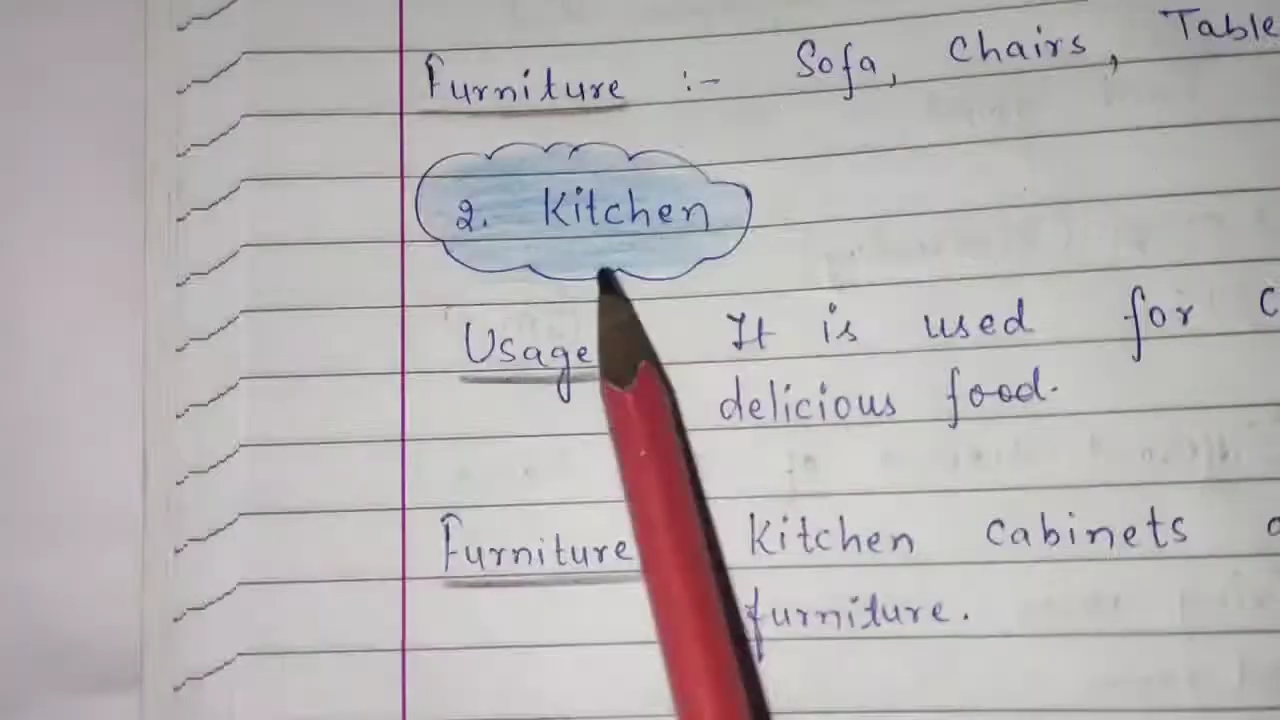 Furniture :- Sofa, Chairs, Table
2. Kitchen
Usage It is used for
delicious food.
Furniture Kitchen cabinets
furniture.